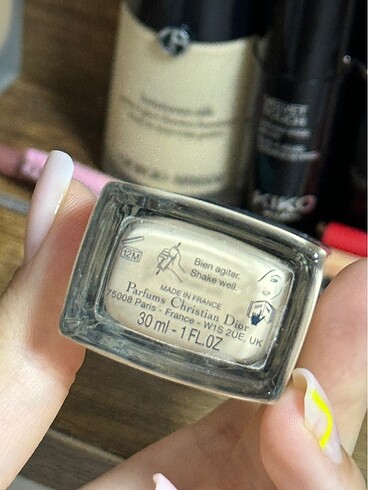 KIKO
12M
Bien agiter.
Shake well.
MADE IN FRANCE
Parfums Christian Dior
75008 Paris - France - W1S 2UE, UK
30 ml - 1 FL.OZ